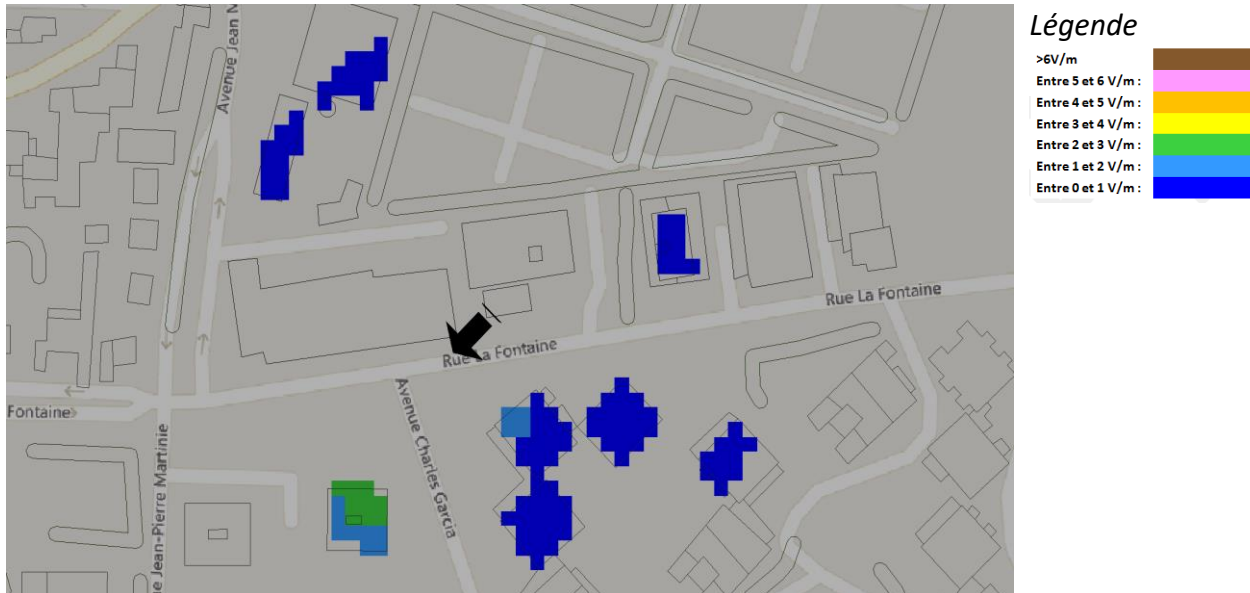 Légende
>6V/m
Entre 5 et 6 V/m :
Entre 4 et 5 V/m :
Entre 3 et 4 V/m :
Entre 2 et 3 V/m :
Entre 1 et 2 V/m :
Entre 0 et 1 V/m :
Avenue Jean M
Rue La Fontaine
Rue La Fontaine
Fontaine
Avenue Charles Garcia
e Jean-Pierre Martinie